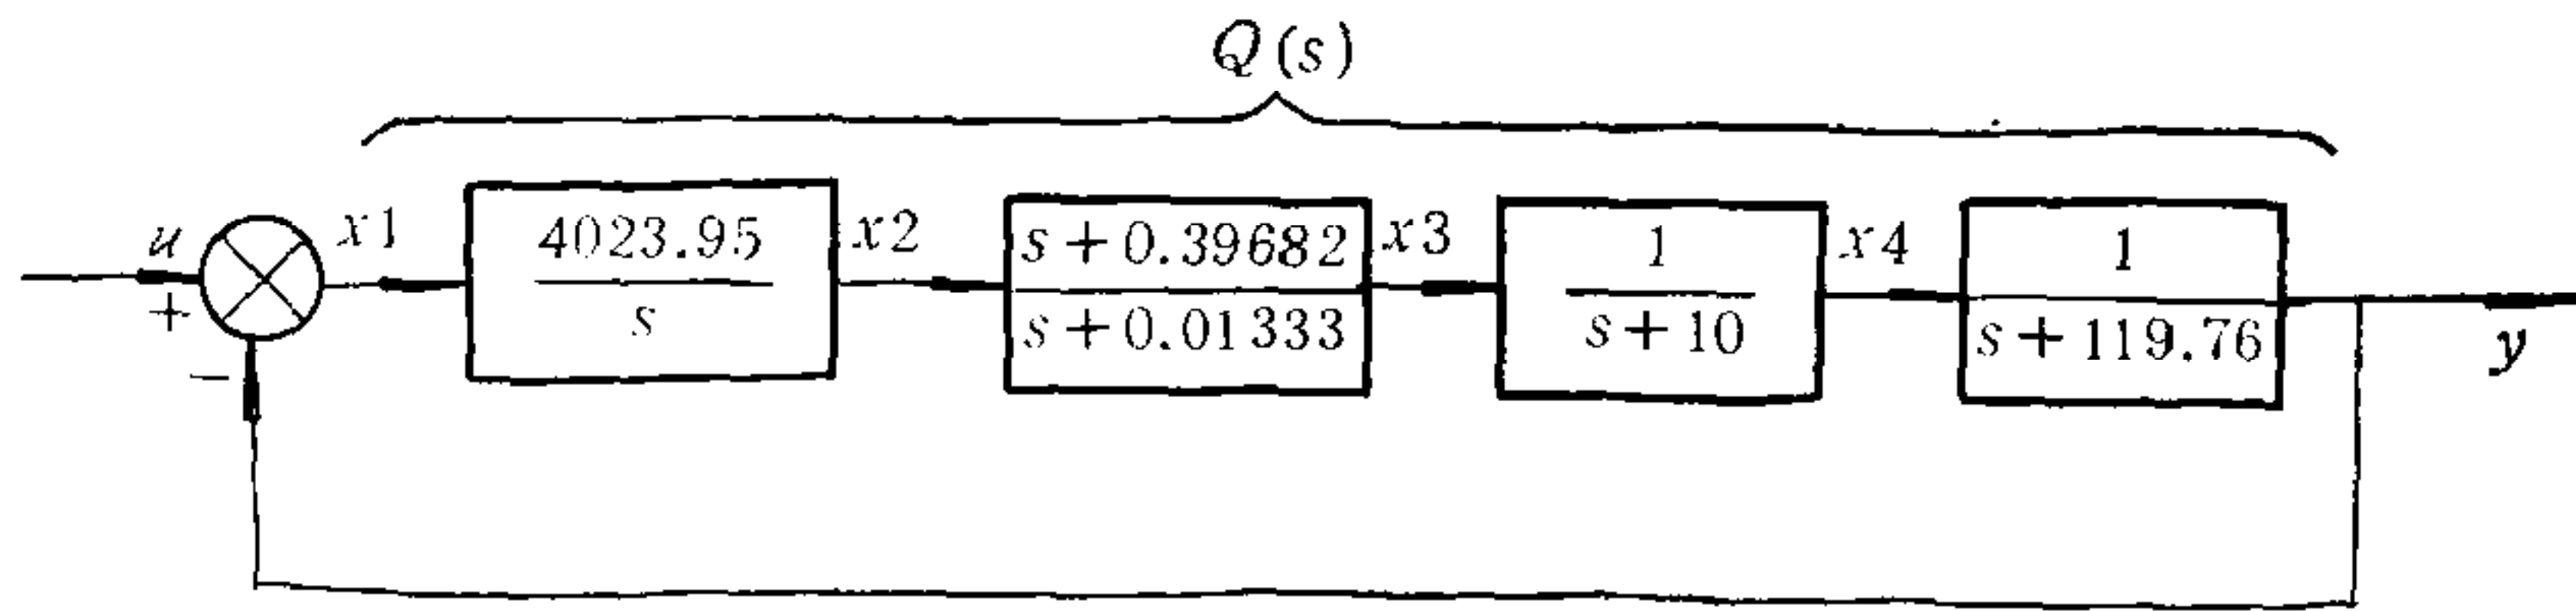 Q(s)
u
+
−
x1
4023.95
s
x2
s+0.39682
s+0.01333
x3
1
s+10
x4
1
s+119.76
y